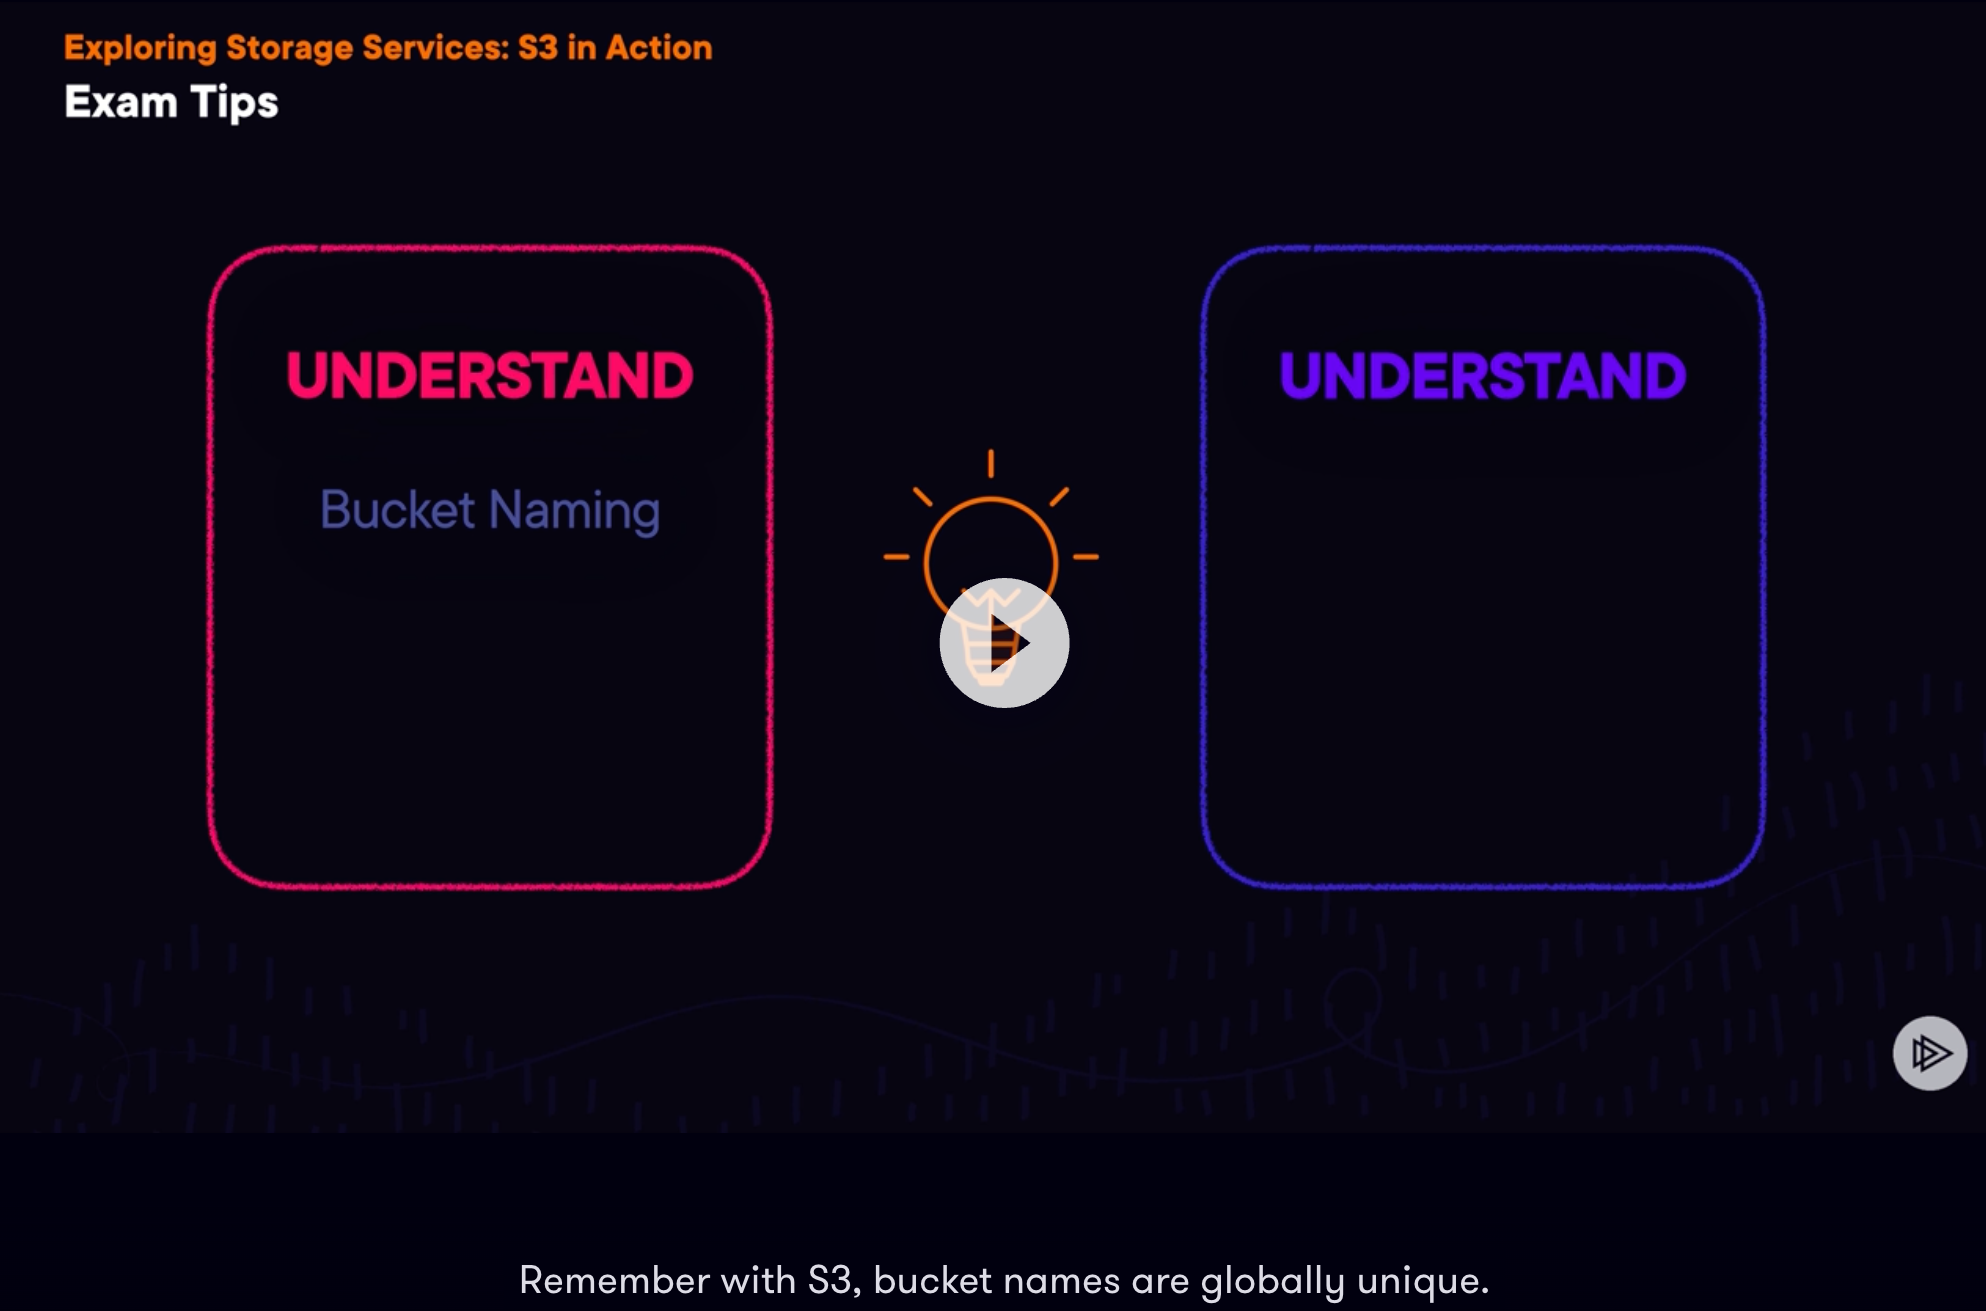 Exploring Storage Services: S3 in Action
Exam Tips
UNDERSTAND
Bucket Naming
UNDERSTAND
Remember with S3, bucket names are globally unique.